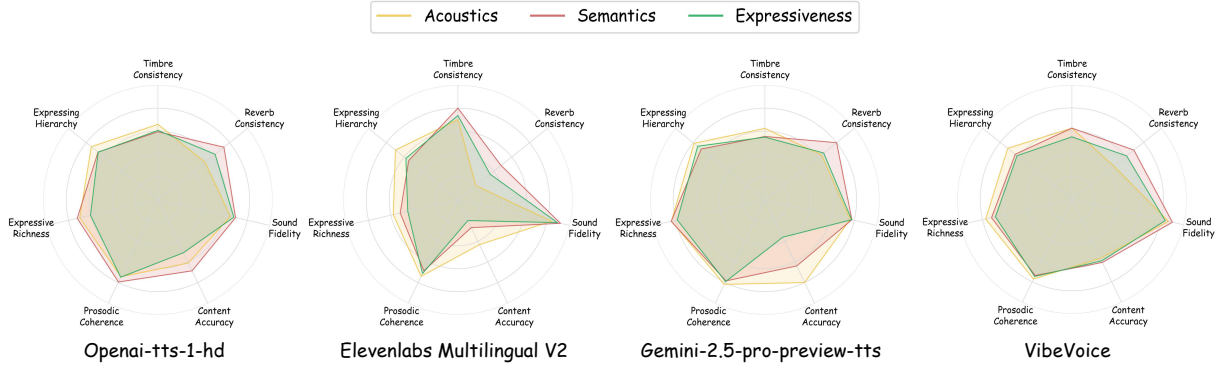 Acoustics
Semantics
Expressiveness
Timbre
Consistency
Reverb
Consistency
Sound
Fidelity
Content
Accuracy
Prosodic
Coherence
Expressive
Richness
Expressing
Hierarchy
Openai-tts-1-hd
Timbre
Consistency
Reverb
Consistency
Sound
Fidelity
Content
Accuracy
Prosodic
Coherence
Expressive
Richness
Expressing
Hierarchy
Elevenlabs Multilingual V2
Timbre
Consistency
Reverb
Consistency
Sound
Fidelity
Content
Accuracy
Prosodic
Coherence
Expressive
Richness
Expressing
Hierarchy
Gemini-2.5-pro-preview-tts
Timbre
Consistency
Reverb
Consistency
Sound
Fidelity
Content
Accuracy
Prosodic
Coherence
Expressive
Richness
Expressing
Hierarchy
VibeVoice